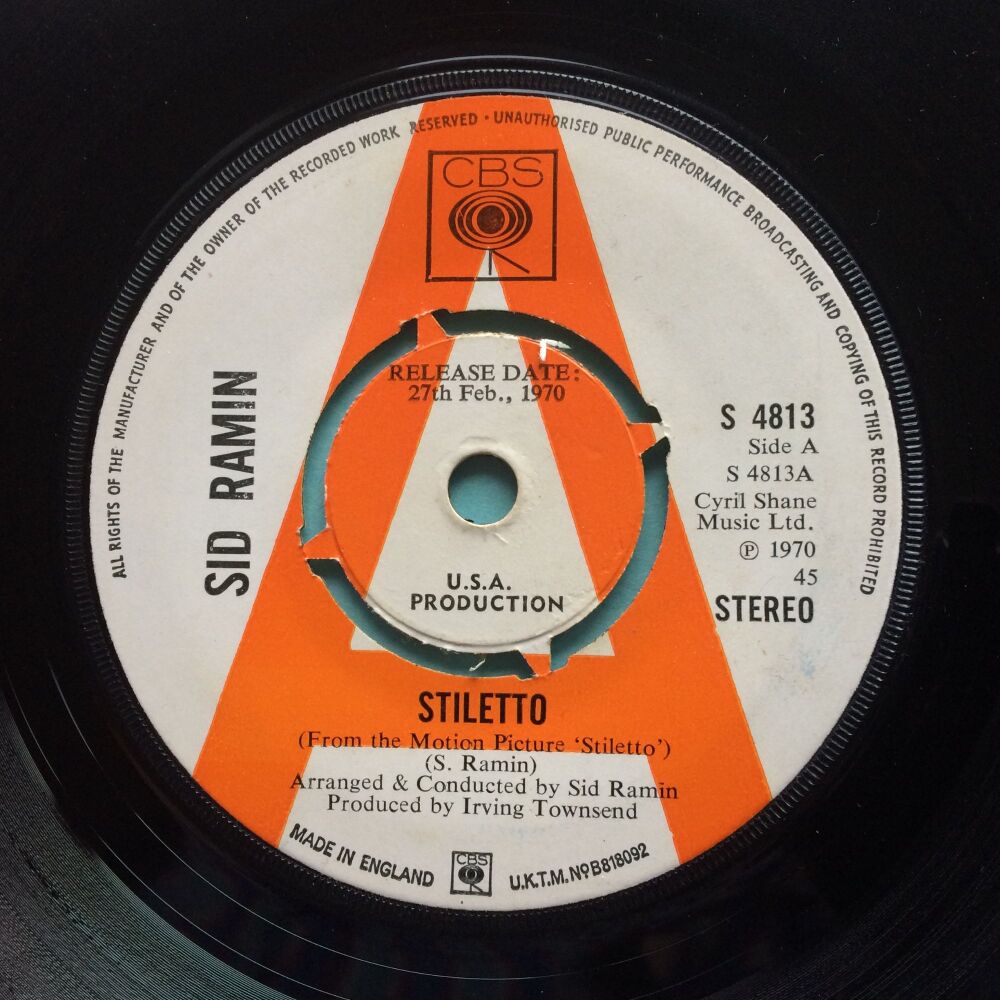 ALL RIGHTS OF THE MANUFACTURER AND OF THE OWNER OF THE RECORDED WORK RESERVED · UNAUTHORISED PUBLIC PERFORMANCE BROADCASTING AND COPYING OF THIS RECORD PROHIBITED
CBS
RELEASE DATE:
27th Feb., 1970
SID RAMIN
S 4813
Side A
S 4813A
Cyril Shane
Music Ltd.
℗ 1970
45
STEREO
U.S.A.
PRODUCTION
STILETTO
(From the Motion Picture ‘Stiletto’)
(S. Ramin)
Arranged & Conducted by Sid Ramin
Produced by Irving Townsend
MADE IN ENGLAND
CBS
U.K.T.M. No B818092